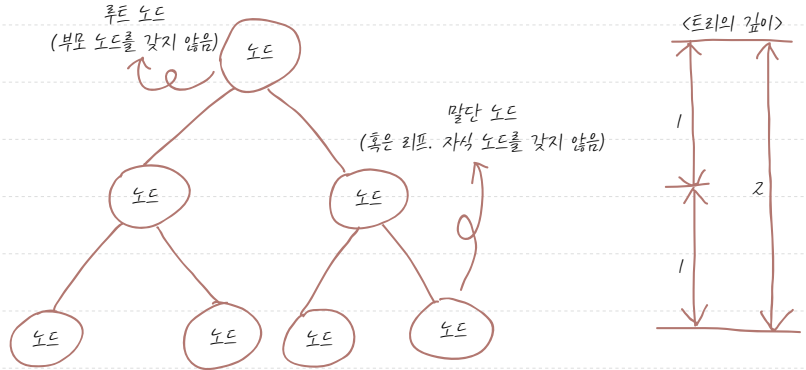 루트 노드
(부모 노드를 갖지 않음)
노드
<트리의 깊이>
말단 노드
(혹은 리프. 자식 노드를 갖지 않음)
1
노드
노드
2
1
노드
노드
노드
노드